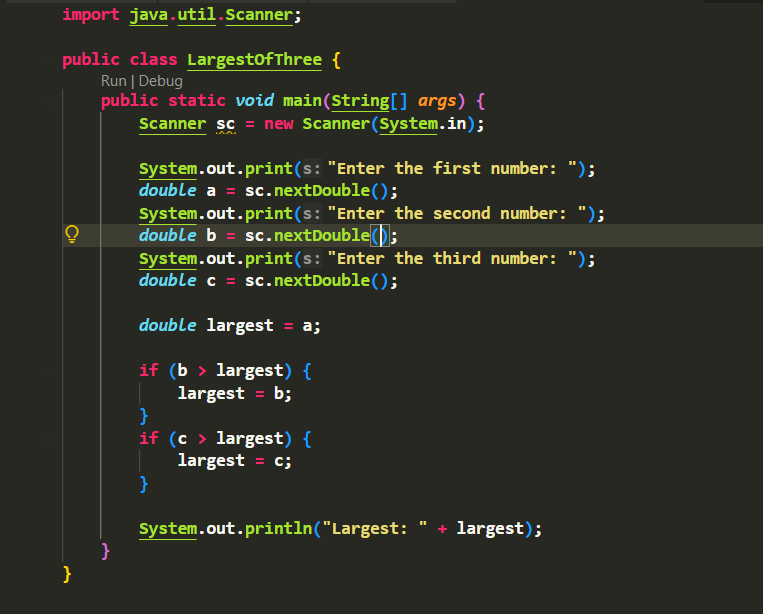 import java.util.Scanner;
public class LargestOfThree {
Run | Debug
public static void main(String[] args) {
Scanner sc = new Scanner(System.in);
System.out.print(s: "Enter the first number: ");
double a = sc.nextDouble();
System.out.print(s: "Enter the second number: ");
double b = sc.nextDouble();
System.out.print(s: "Enter the third number: ");
double c = sc.nextDouble();
double largest = a;
if (b > largest) {
largest = b;
}
if (c > largest) {
largest = c;
}
System.out.println("Largest: " + largest);
}
}